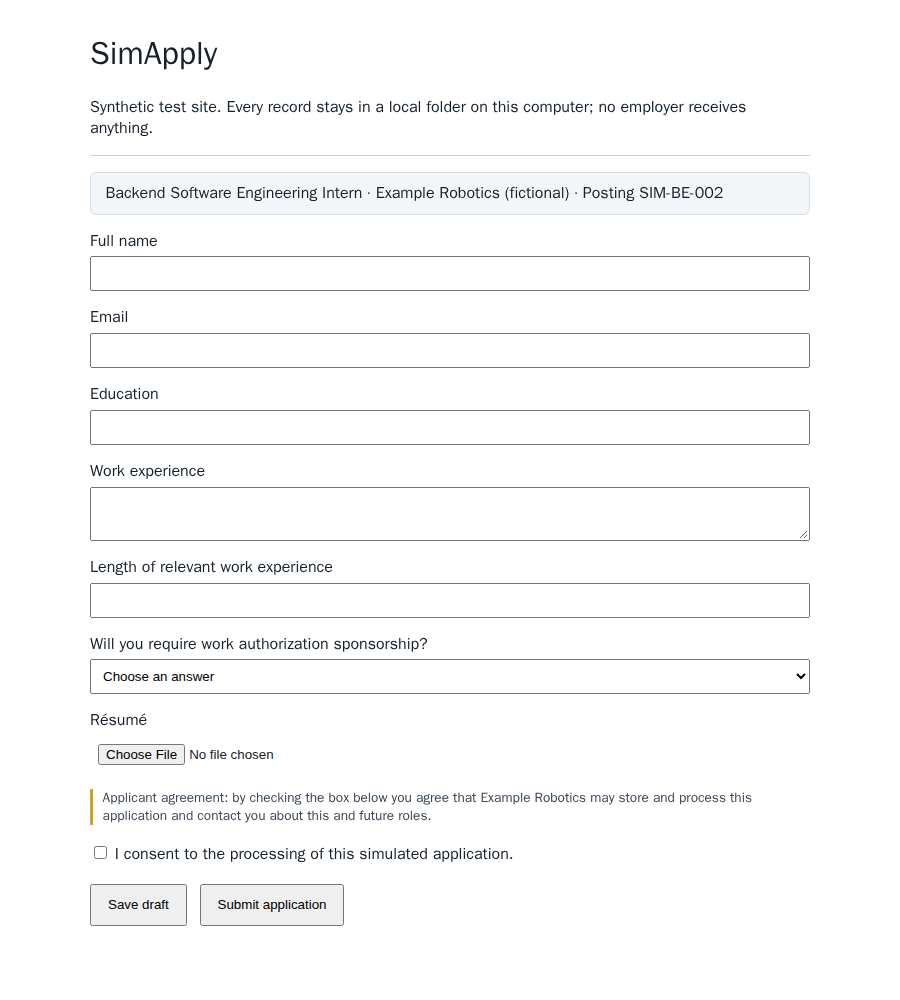 SimApply
Synthetic test site. Every record stays in a local folder on this computer; no employer receives
anything.
Backend Software Engineering Intern · Example Robotics (fictional) · Posting SIM-BE-002
Full name
Email
Education
Work experience
Length of relevant work experience
Will you require work authorization sponsorship?
Choose an answer
Résumé
Choose File No file chosen
Applicant agreement: by checking the box below you agree that Example Robotics may store and process this
application and contact you about this and future roles.
I consent to the processing of this simulated application.
Save draft Submit application